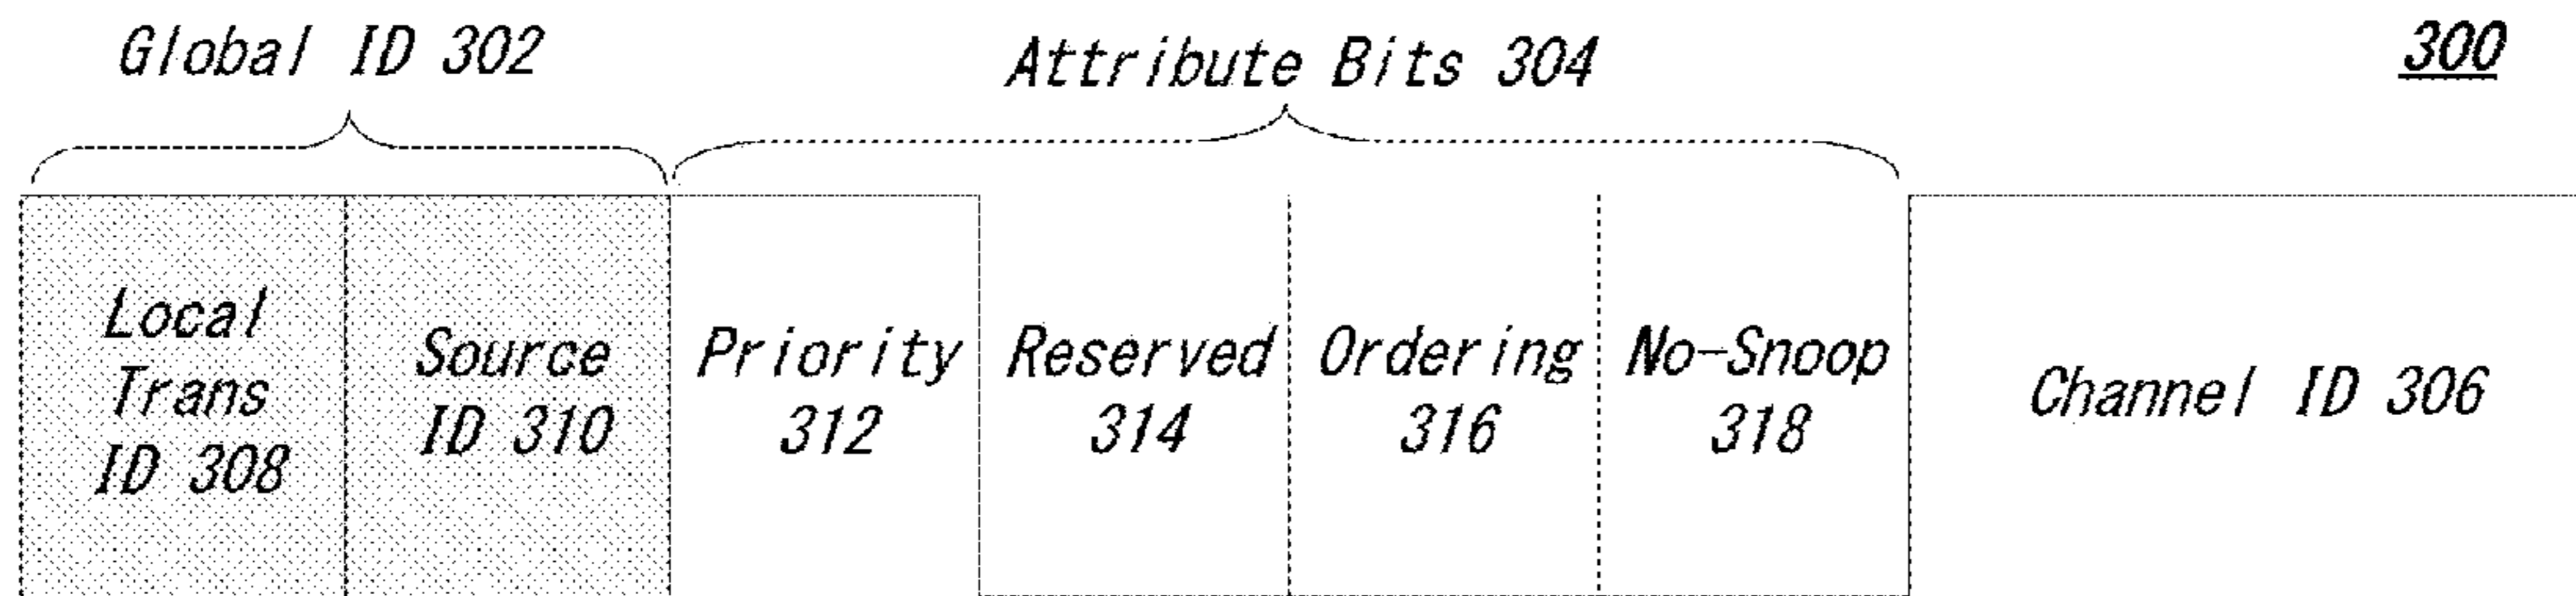 Global ID 302
Attribute Bits 304
300
Local
Trans
ID 308
Source
ID 310
Priority
312
Reserved
314
Ordering
316
No-Snoop
318
Channel ID 306